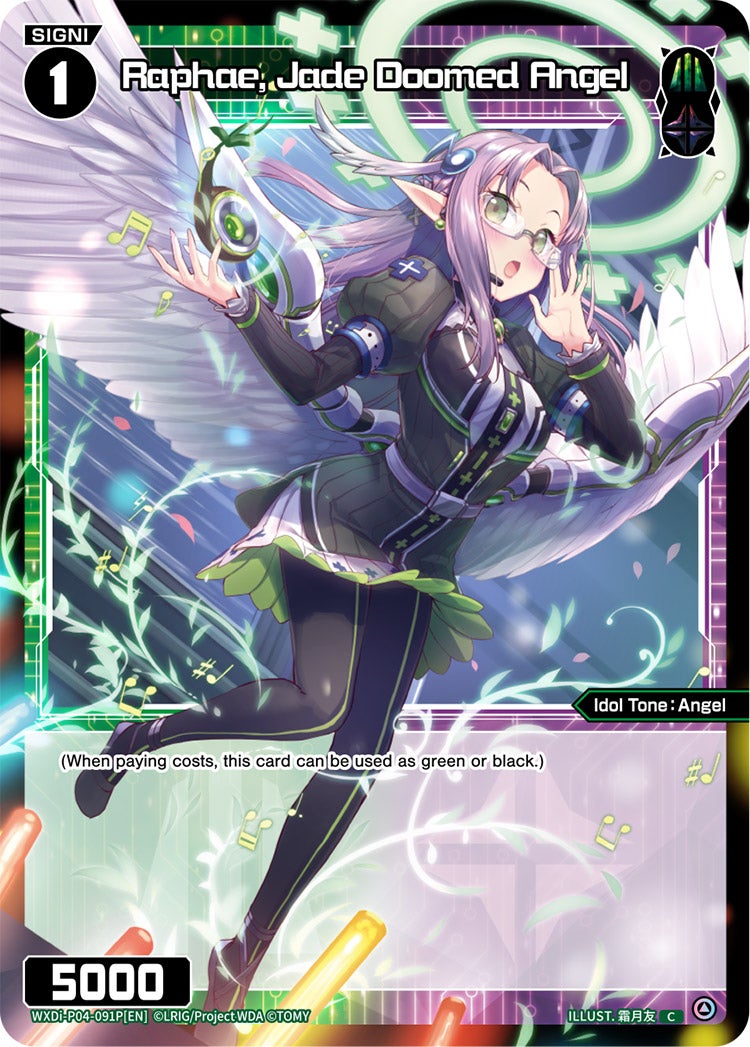 SIGNI
1
Raphae, Jade Doomed Angel
Idol Tone:Angel
(When paying costs, this card can be used as green or black.)
5000
WXDi-P04-091P[EN] ©LRIG/Project WDA ©TOMY
ILLUST. 霜月友 C